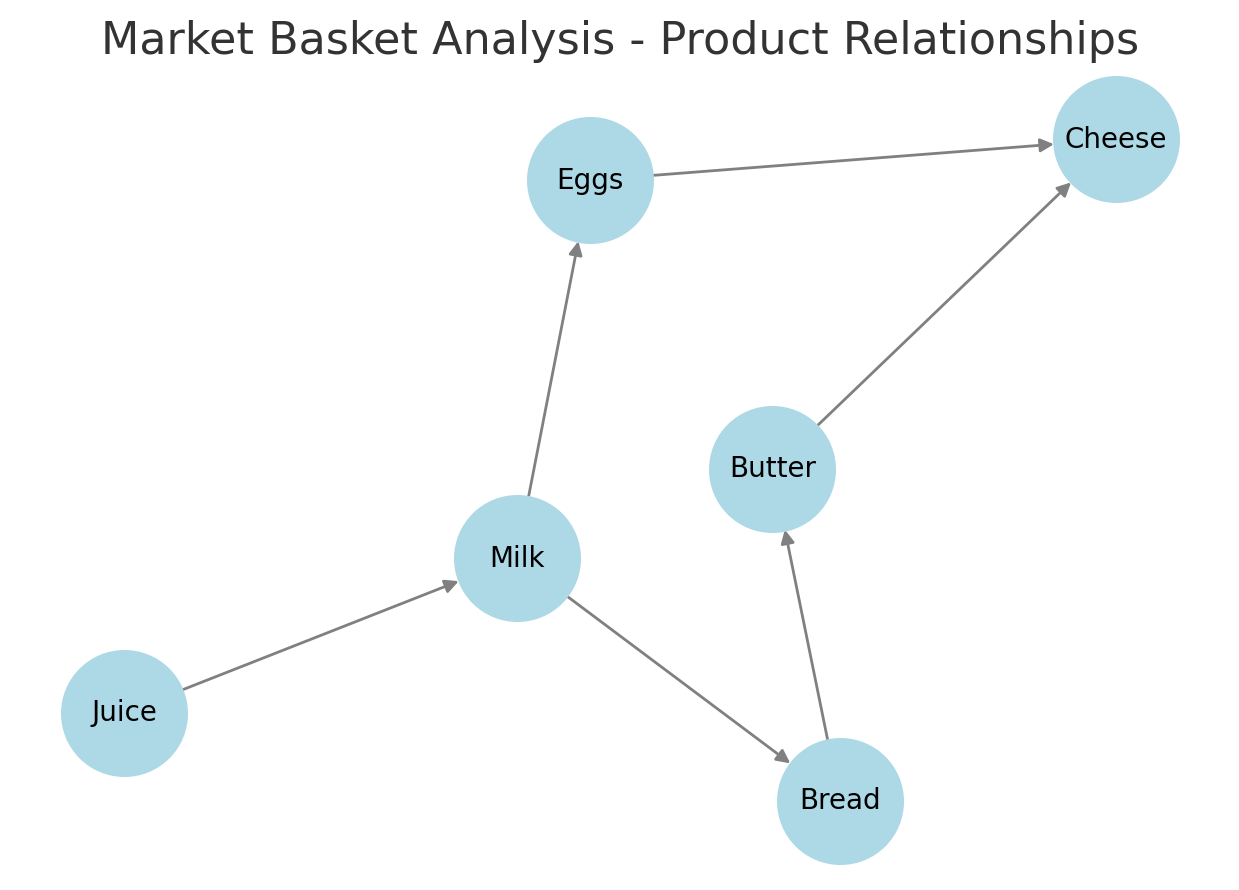 Market Basket Analysis - Product Relationships
Cheese
Eggs
Butter
Milk
Juice
Bread